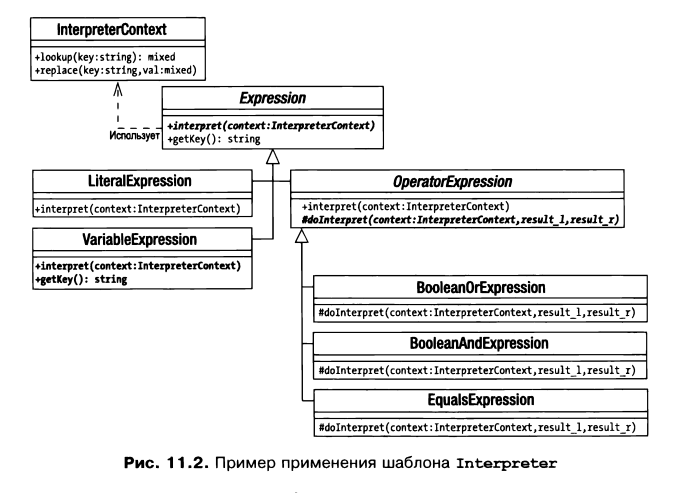 InterpreterContext
+lookup(key:string): mixed
+replace(key:string,val:mixed)
Expression
+interpret(context:InterpreterContext)
+getKey(): string
Использует
LiteralExpression
+interpret(context:InterpreterContext)
OperatorExpression
+interpret(context:InterpreterContext)
#doInterpret(context:InterpreterContext,result_l,result_r)
VariableExpression
+interpret(context:InterpreterContext)
+getKey(): string
BooleanOrExpression
#doInterpret(context:InterpreterContext,result_l,result_r)
BooleanAndExpression
#doInterpret(context:InterpreterContext,result_l,result_r)
EqualsExpression
#doInterpret(context:InterpreterContext,result_l,result_r)
Рис. 11.2. Пример применения шаблона Interpreter